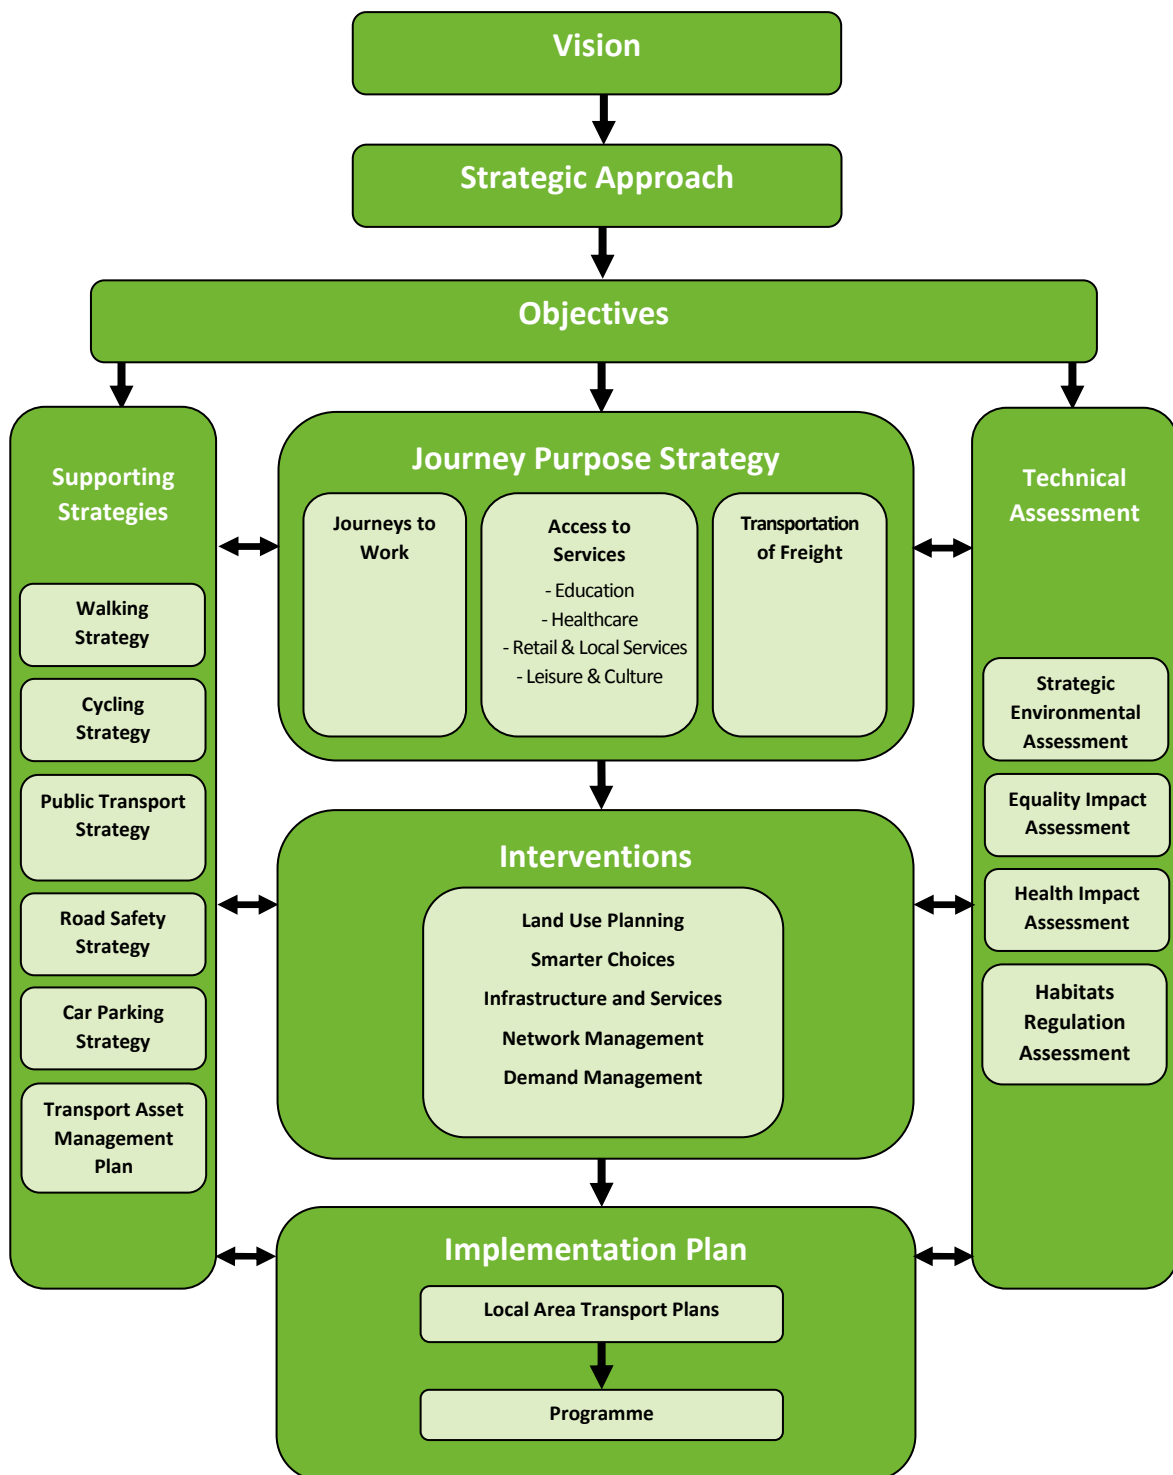 Vision
Strategic Approach
Objectives
Supporting
Strategies
Walking
Strategy
Cycling
Strategy
Public Transport
Strategy
Road Safety
Strategy
Car Parking
Strategy
Transport Asset
Management
Plan
Journey Purpose Strategy
Journeys to
Work
Access to
Services
- Education
- Healthcare
- Retail & Local Services
- Leisure & Culture
Transportation
of Freight
Interventions
Land Use Planning
Smarter Choices
Infrastructure and Services
Network Management
Demand Management
Implementation Plan
Local Area Transport Plans
Programme
Technical
Assessment
Strategic
Environmental
Assessment
Equality Impact
Assessment
Health Impact
Assessment
Habitats
Regulation
Assessment